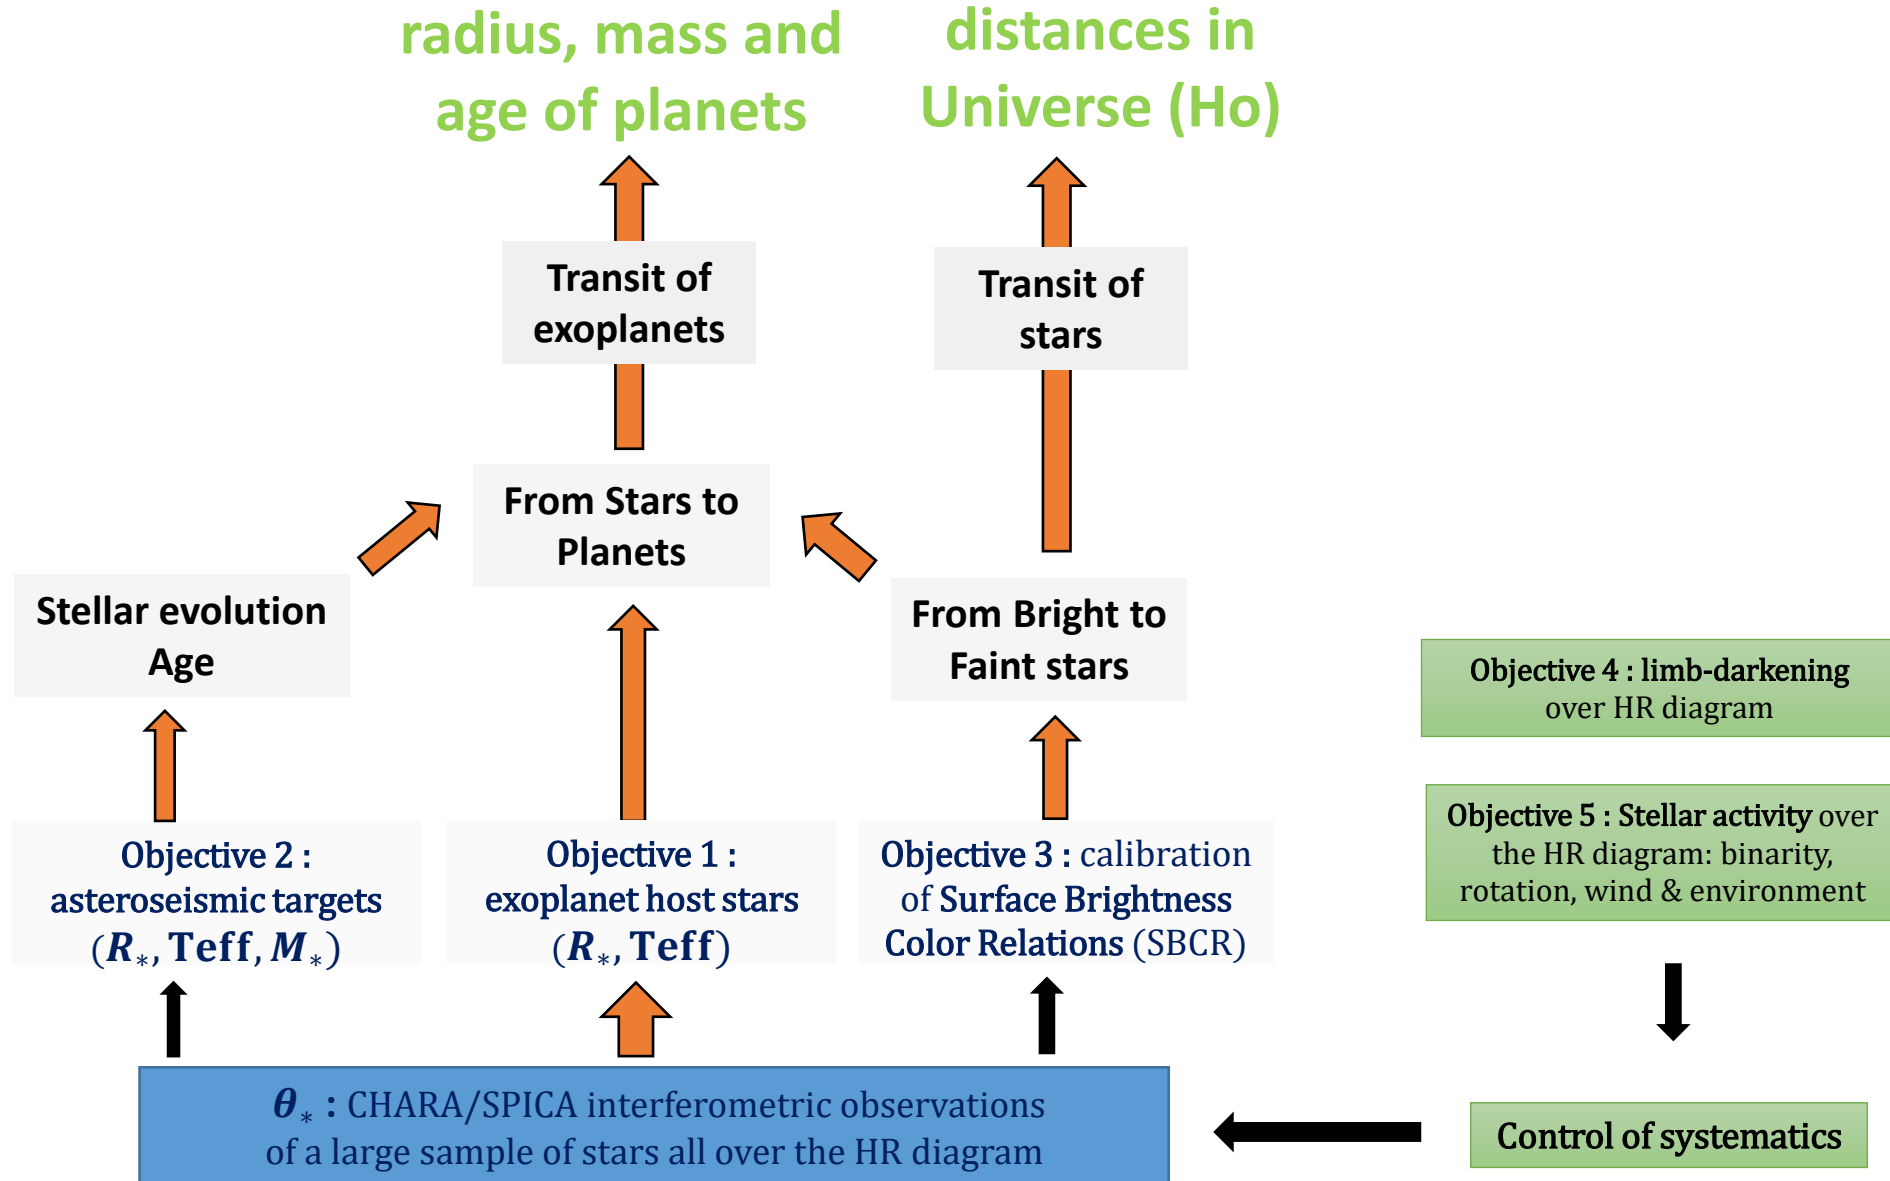 radius, mass and
age of planets
distances in
Universe (Ho)
Transit of
exoplanets
Transit of
stars
From Stars to
Planets
Stellar evolution
Age
From Bright to
Faint stars
Objective 4 : limb-darkening
over HR diagram
Objective 5 : Stellar activity over
the HR diagram: binarity,
rotation, wind & environment
Objective 2 :
asteroseismic targets
(R∗, Teff, M∗)
Objective 1 :
exoplanet host stars
(R∗, Teff)
Objective 3 : calibration
of Surface Brightness
Color Relations (SBCR)
θ∗ : CHARA/SPICA interferometric observations
of a large sample of stars all over the HR diagram
Control of systematics